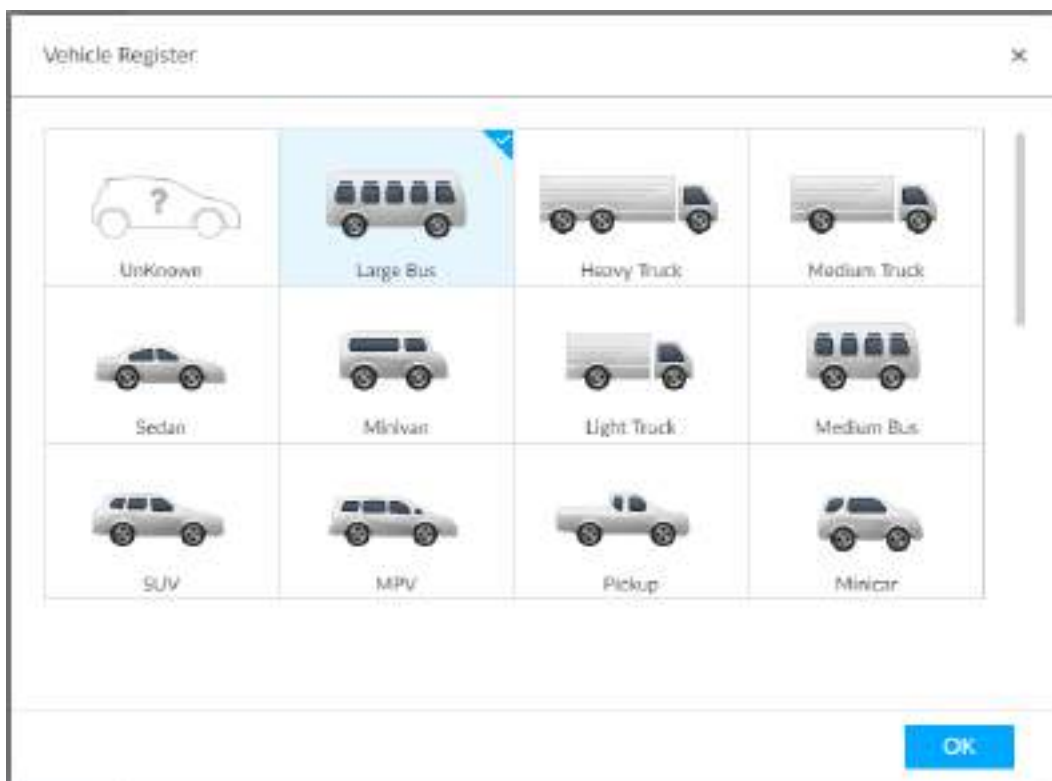 Vehicle Register
×
?
UnKnown
Large Bus
Heavy Truck
Medium Truck
Sedan
Minivan
Light Truck
Medium Bus
SUV
MPV
Pickup
Minicar
OK